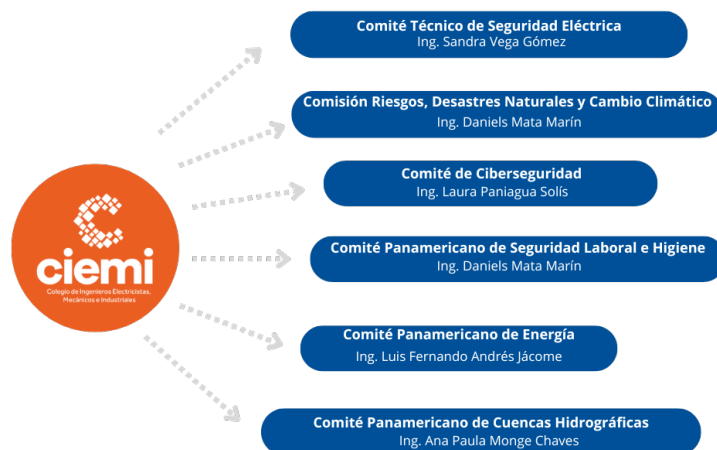 Comité Técnico de Seguridad Eléctrica
Ing. Sandra Vega Gómez
Comisión Riesgos, Desastres Naturales y Cambio Climático
Ing. Daniels Mata Marín
Comité de Ciberseguridad
Ing. Laura Paniagua Solís
ciemi
Colegio de Ingenieros Electricistas,
Mecánicos e Industriales
Comité Panamericano de Seguridad Laboral e Higiene
Ing. Daniels Mata Marín
Comité Panamericano de Energía
Ing. Luis Fernando Andrés Jácome
Comité Panamericano de Cuencas Hidrográficas
Ing. Ana Paula Monge Chaves